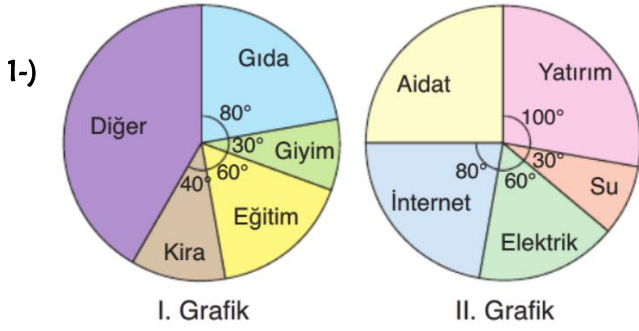 1-)
Gıda
80°
Diğer
30°
Giyim
60°
40°
Eğitim
Kira
I. Grafik
Aidat
Yatırım
100°
30°
80°
60°
Su
İnternet
Elektrik
II. Grafik